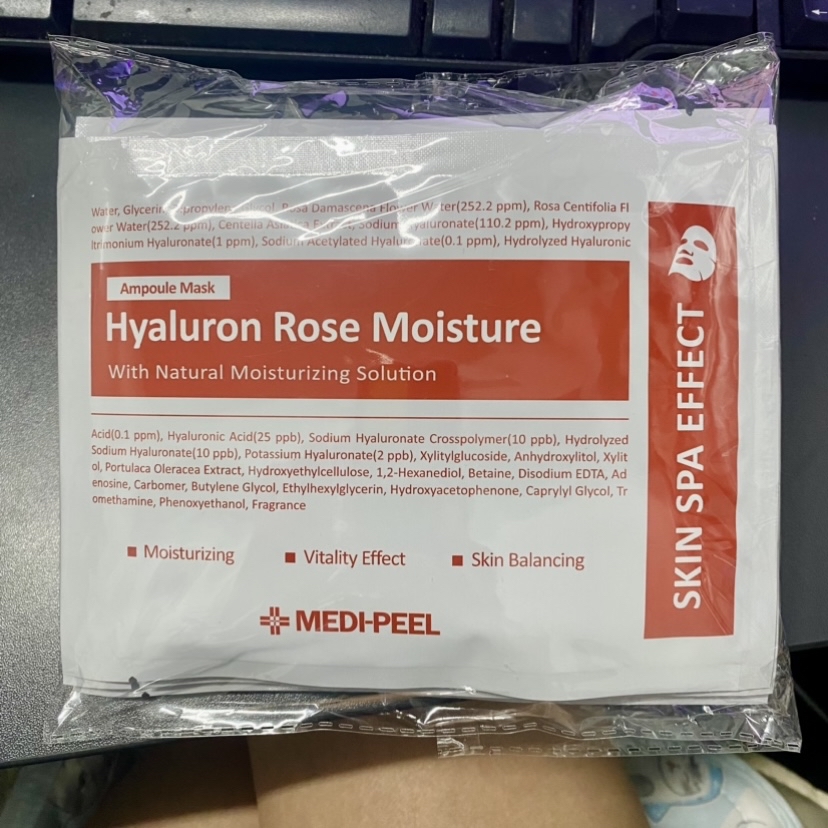 Water, Glycerin, Dipropylene Glycol, Rosa Damascena Flower Water(252.2 ppm), Rosa Centifolia Fl
ower Water(252.2 ppm), Centella Asiatica Extract, Sodium Hyaluronate(110.2 ppm), Hydroxypropy
ltrimonium Hyaluronate(1 ppm), Sodium Acetylated Hyaluronate(0.1 ppm), Hydrolyzed Hyaluronic
Ampoule Mask
Hyaluron Rose Moisture
With Natural Moisturizing Solution
Acid(0.1 ppm), Hyaluronic Acid(25 ppb), Sodium Hyaluronate Crosspolymer(10 ppb), Hydrolyzed
Sodium Hyaluronate(10 ppb), Potassium Hyaluronate(2 ppb), Xylitylglucoside, Anhydroxylitol, Xylit
ol, Portulaca Oleracea Extract, Hydroxyethylcellulose, 1,2-Hexanediol, Betaine, Disodium EDTA, Ad
enosine, Carbomer, Butylene Glycol, Ethylhexylglycerin, Hydroxyacetophenone, Caprylyl Glycol, Tr
omethamine, Phenoxyethanol, Fragrance
■ Moisturizing ■ Vitality Effect ■ Skin Balancing
MEDI-PEEL
SKIN SPA EFFECT